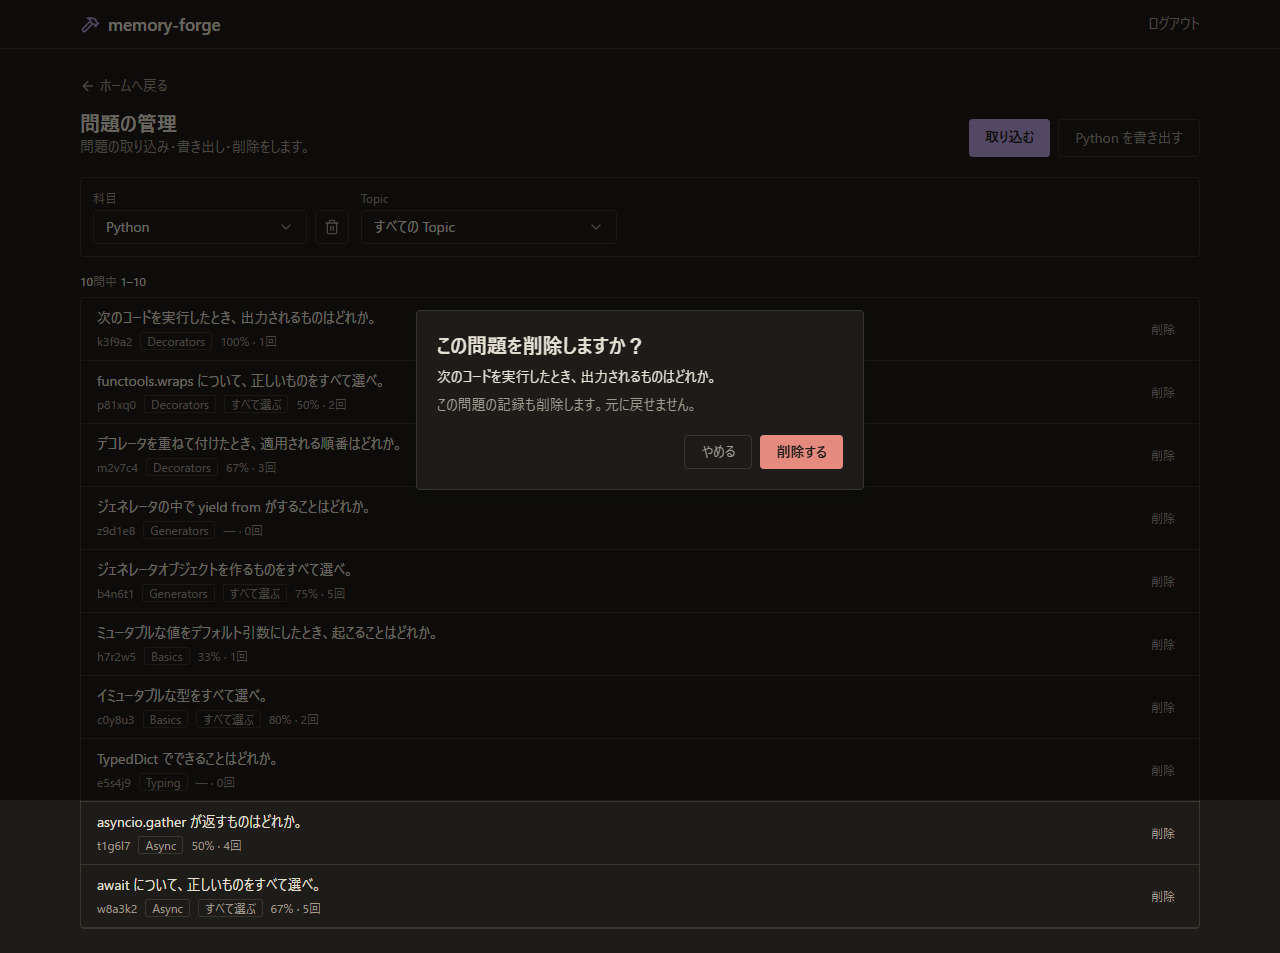 memory-forge
ログアウト
← ホームへ戻る
問題の管理
問題の取り込み・書き出し・削除をします。
取り込む
Python を書き出す
科目
Topic
Python
すべての Topic
10問中 1–10
次のコードを実行したとき、出力されるものはどれか。
k3f9a2 Decorators 100% · 1回
削除
functools.wraps について、正しいものをすべて選べ。
p81xq0 Decorators すべて選ぶ 50% · 2回
削除
デコレータを重ねて付けたとき、適用される順番はどれか。
m2v7c4 Decorators 67% · 3回
削除
この問題を削除しますか？
次のコードを実行したとき、出力されるものはどれか。
この問題の記録も削除します。元に戻せません。
やめる
削除する
ジェネレータの中で yield from がすることはどれか。
z9d1e8 Generators — · 0回
削除
ジェネレータオブジェクトを作るものをすべて選べ。
b4n6t1 Generators すべて選ぶ 75% · 5回
削除
ミュータブルな値をデフォルト引数にしたとき、起こることはどれか。
h7r2w5 Basics 33% · 1回
削除
イミュータブルな型をすべて選べ。
c0y8u3 Basics すべて選ぶ 80% · 2回
削除
TypedDict でできることはどれか。
e5s4j9 Typing — · 0回
削除
asyncio.gather が返すものはどれか。
t1g6l7 Async 50% · 4回
削除
await について、正しいものをすべて選べ。
w8a3k2 Async すべて選ぶ 67% · 5回
削除